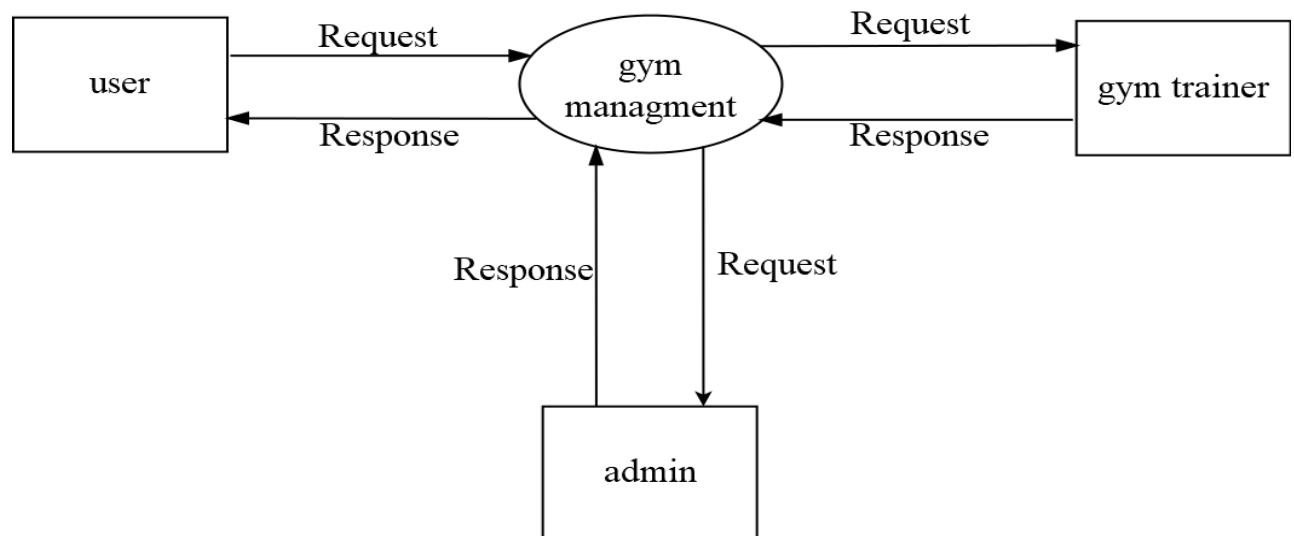 Request
Request
user
gym
managment
gym trainer
Response
Response
Response
Request
admin